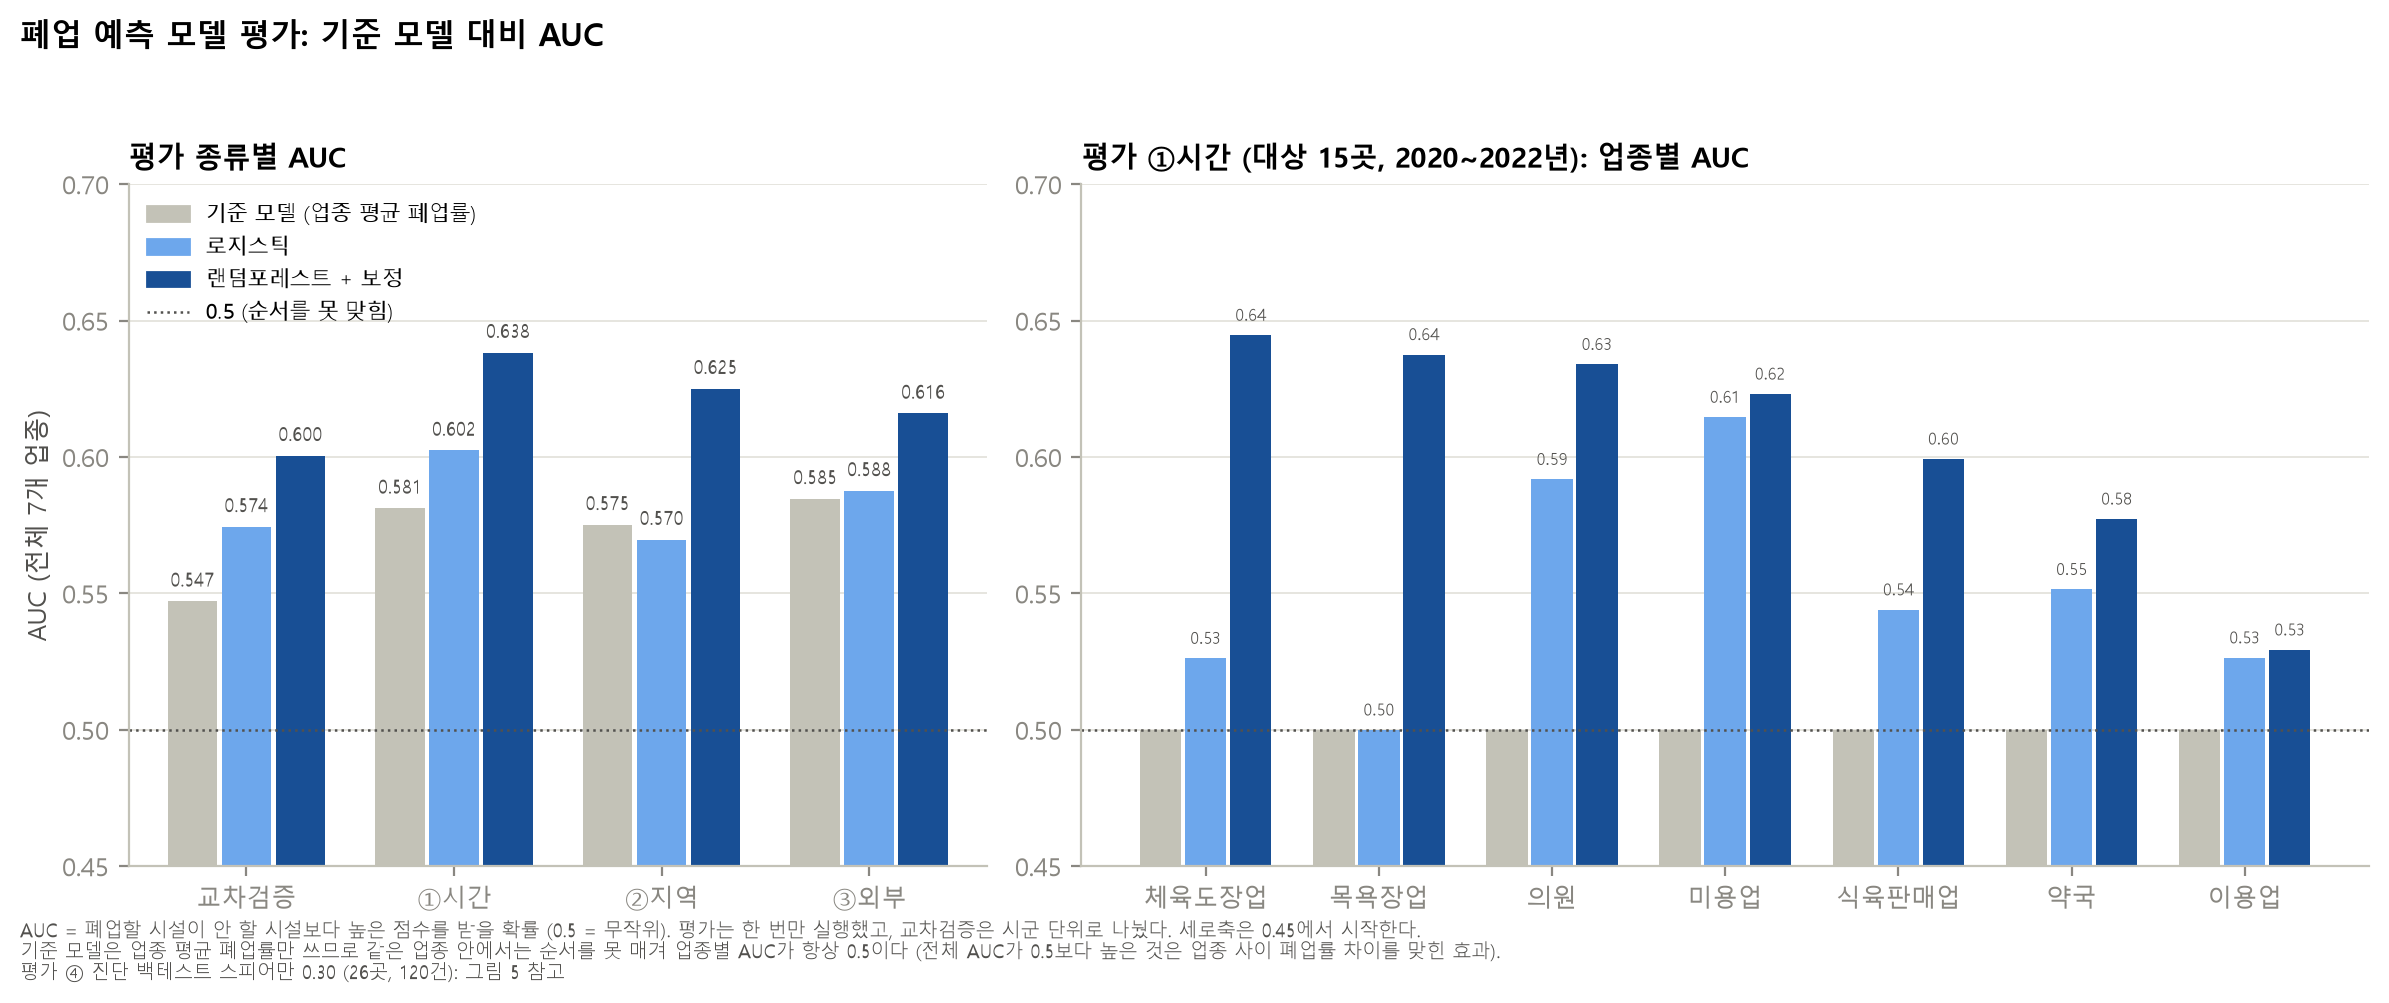 폐업 예측 모델 평가: 기준 모델 대비 AUC
평가 종류별 AUC
0.70
0.65
0.60
0.55
0.50
0.45
AUC (전체 7개 업종)
기준 모델 (업종 평균 폐업률)
로지스틱
랜덤포레스트 + 보정
0.5 (순서를 못 맞힘)
0.547
0.574
0.600
0.581
0.602
0.638
0.575
0.570
0.625
0.585
0.588
0.616
교차검증
①시간
②지역
③외부
평가 ①시간 (대상 15곳, 2020~2022년): 업종별 AUC
0.70
0.65
0.60
0.55
0.50
0.45
0.53
0.64
0.50
0.64
0.59
0.63
0.61
0.62
0.54
0.60
0.55
0.58
0.53
0.53
체육도장업
목욕장업
의원
미용업
식육판매업
약국
이용업
AUC = 폐업할 시설이 안 할 시설보다 높은 점수를 받을 확률 (0.5 = 무작위). 평가는 한 번만 실행했고, 교차검증은 시군 단위로 나눴다. 세로축은 0.45에서 시작한다.
기준 모델은 업종 평균 폐업률만 쓰므로 같은 업종 안에서는 순서를 못 매겨 업종별 AUC가 항상 0.5이다 (전체 AUC가 0.5보다 높은 것은 업종 사이 폐업률 차이를 맞힌 효과).
평가 ④ 진단 백테스트 스피어만 0.30 (26곳, 120건): 그림 5 참고